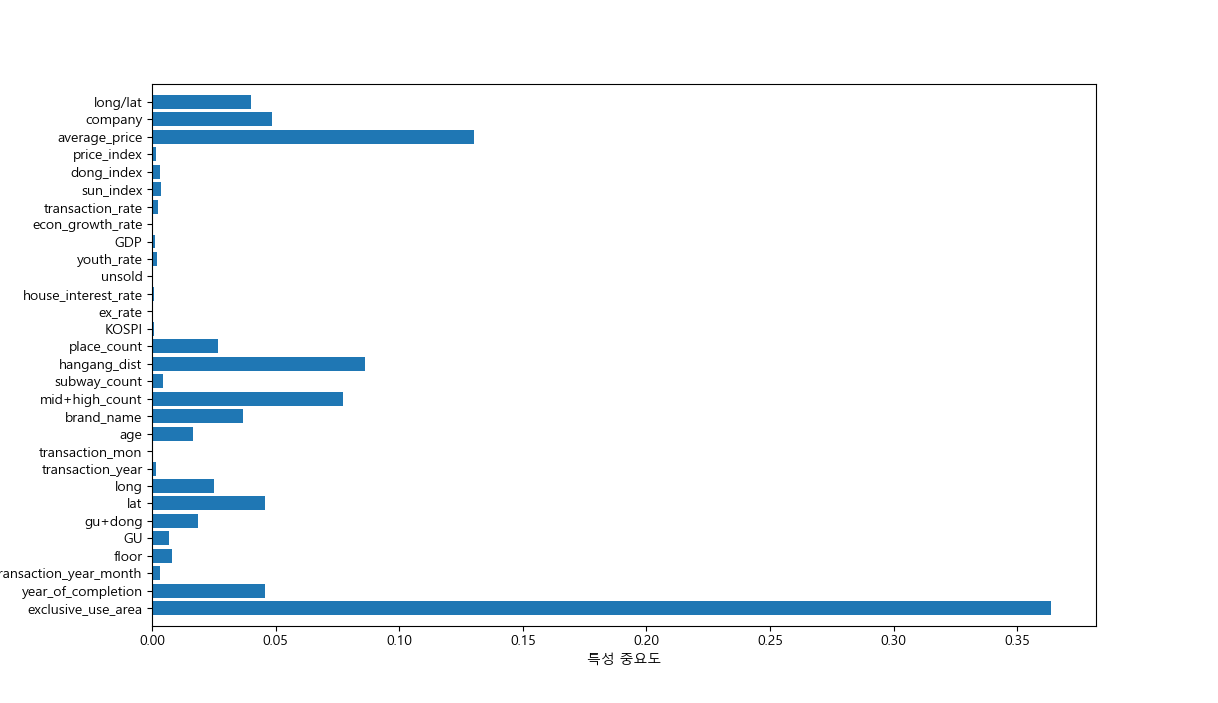 long/lat
company
average_price
price_index
dong_index
sun_index
transaction_rate
econ_growth_rate
GDP
youth_rate
unsold
house_interest_rate
ex_rate
KOSPI
place_count
hangang_dist
subway_count
mid+high_count
brand_name
age
transaction_mon
transaction_year
long
lat
gu+dong
GU
floor
ransaction_year_month
year_of_completion
exclusive_use_area
0.00 0.05 0.10 0.15 0.20 0.25 0.30 0.35
특성 중요도